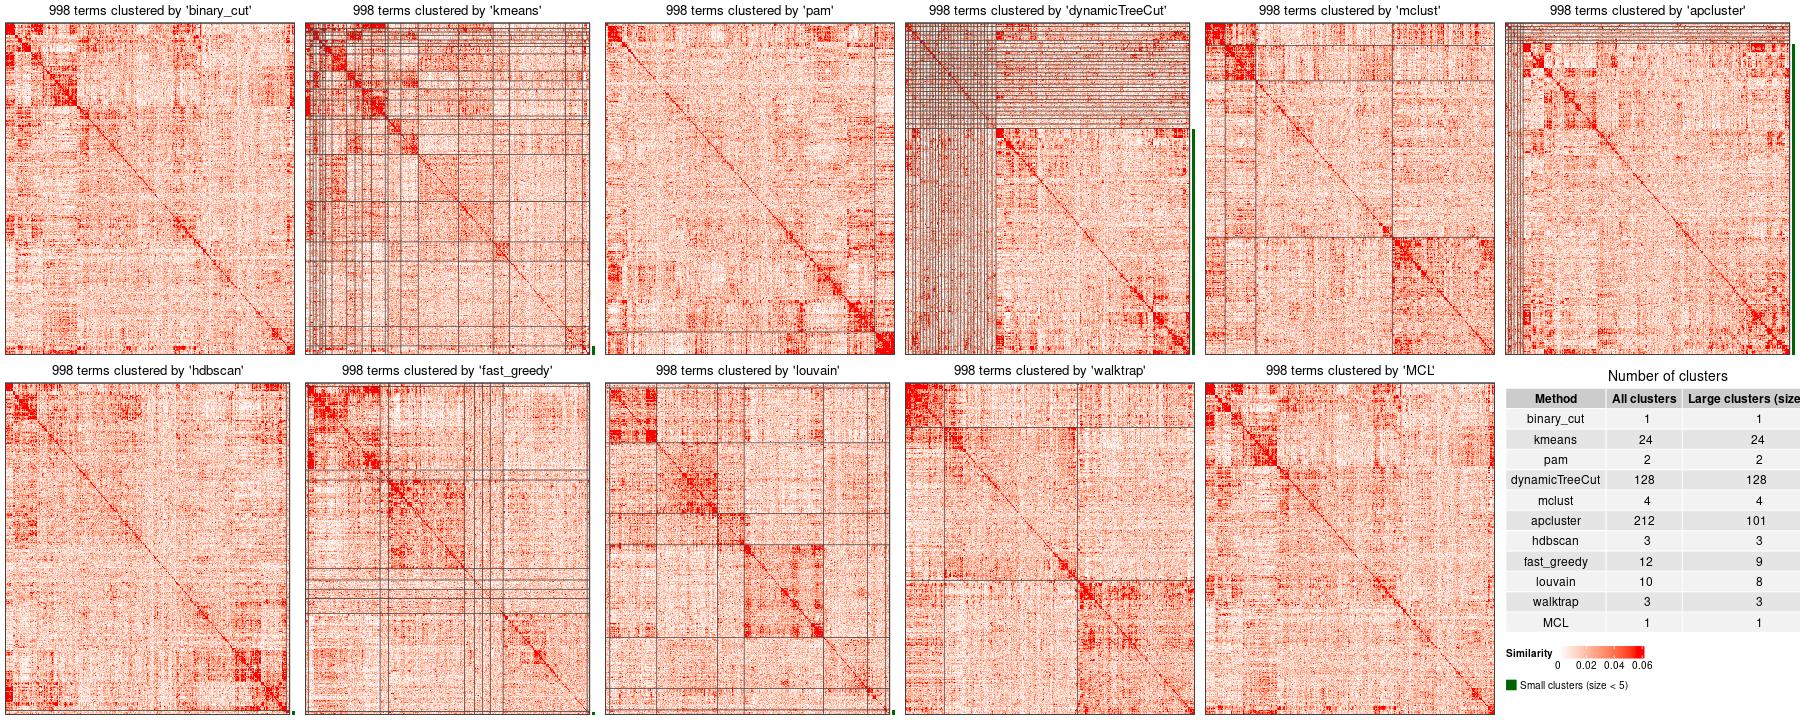 998 terms clustered by 'binary_cut'
998 terms clustered by 'kmeans'
998 terms clustered by 'pam'
998 terms clustered by 'dynamicTreeCut'
998 terms clustered by 'mclust'
998 terms clustered by 'apcluster'
998 terms clustered by 'hdbscan'
998 terms clustered by 'fast_greedy'
998 terms clustered by 'louvain'
998 terms clustered by 'walktrap'
998 terms clustered by 'MCL'
Number of clusters
Method All clusters Large clusters (size
binary_cut 1 1
kmeans 24 24
pam 2 2
dynamicTreeCut 128 128
mclust 4 4
apcluster 212 101
hdbscan 3 3
fast_greedy 12 9
louvain 10 8
walktrap 3 3
MCL 1 1
Similarity
0 0.02 0.04 0.06
Small clusters (size < 5)